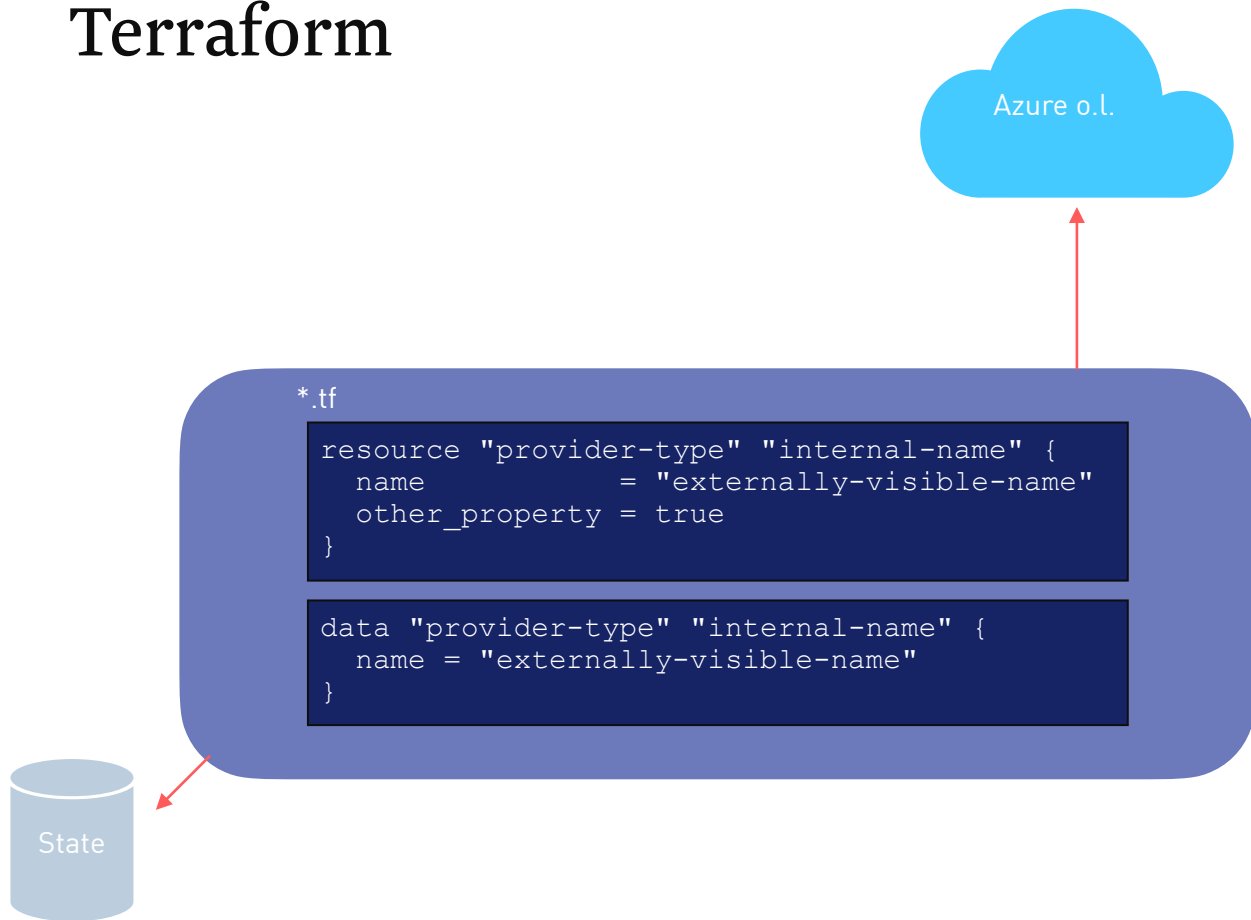 Terraform
Azure o.l.
*.tf
resource "provider-type" "internal-name" {
  name           = "externally-visible-name"
  other_property = true
}
data "provider-type" "internal-name" {
  name = "externally-visible-name"
}
State